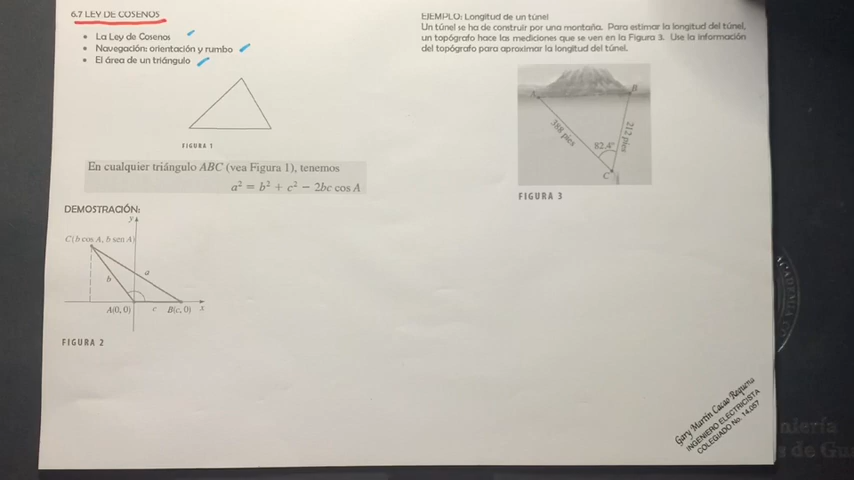 6.7 LEY DE COSENOS
• La Ley de Cosenos
• Navegación: orientación y rumbo
• El área de un triángulo
FIGURA 1
En cualquier triángulo ABC (vea Figura 1), tenemos
a² = b² + c² − 2bc cos A
DEMOSTRACIÓN:
y
C(b cos A, b sen A)
a
b
A(0, 0)
c
B(c, 0)
x
FIGURA 2
EJEMPLO: Longitud de un túnel
Un túnel se ha de construir por una montaña. Para estimar la longitud del túnel,
un topógrafo hace las mediciones que se ven en la Figura 3. Use la información
del topógrafo para aproximar la longitud del túnel.
A
B
388 pies
212 pies
82.4°
C
FIGURA 3
Gary Martin Cacao Requena
INGENIERO ELECTRICISTA
COLEGIADO No. 14,067